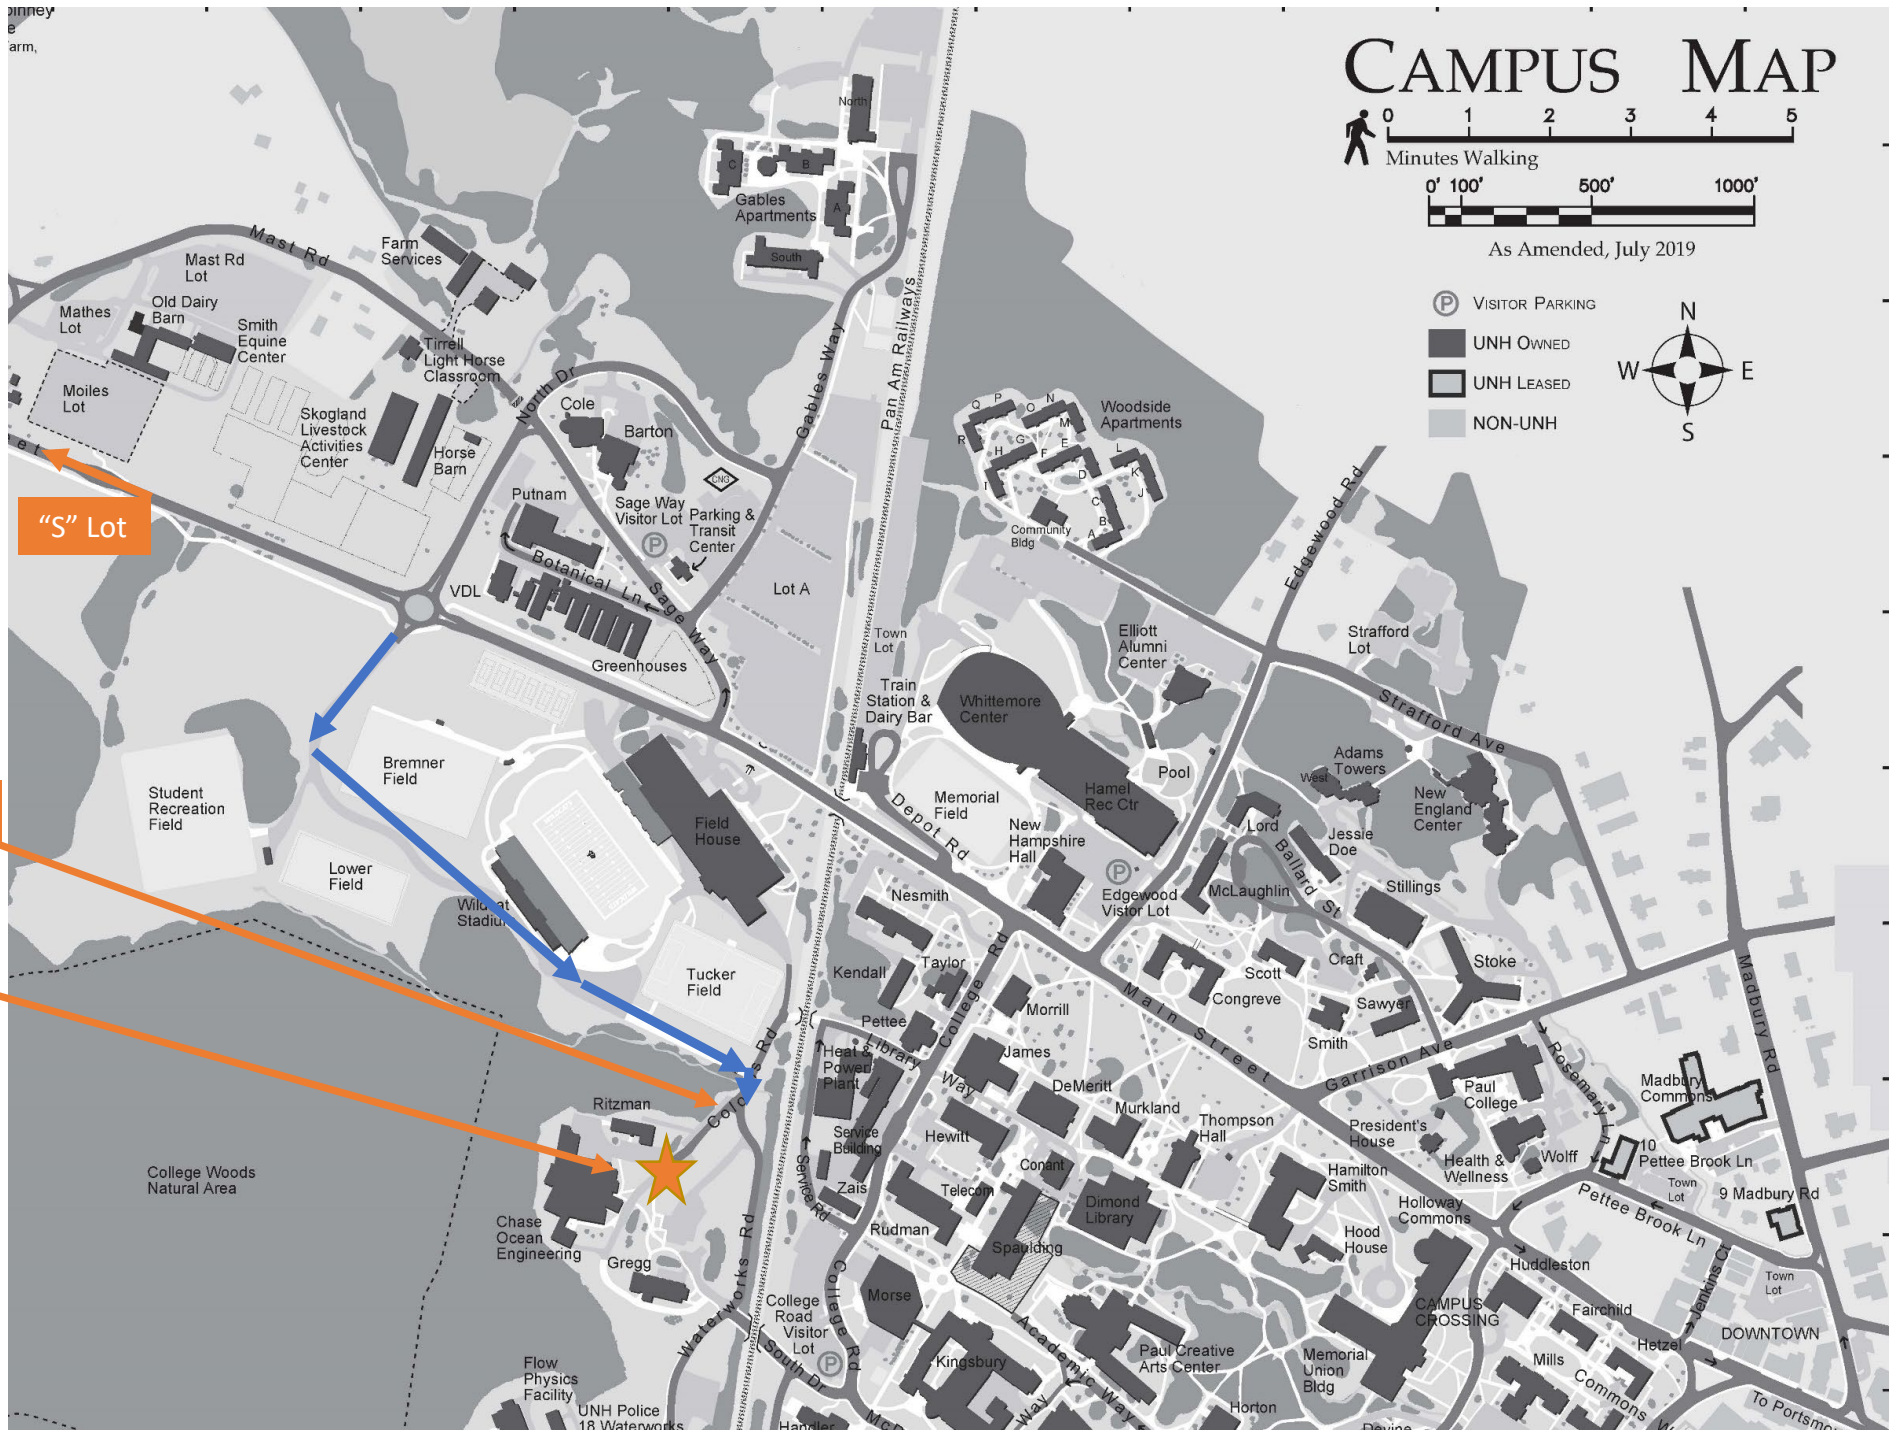 CAMPUS MAP
0 1 2 3 4 5
Minutes Walking
0' 100' 500' 1000'
As Amended, July 2019
P VISITOR PARKING
UNH OWNED
UNH LEASED
NON-UNH
N
W E
S
arm,
North
C
B
A
Gables
Apartments
South
Mast Rd
Farm
Services
Mast Rd
Lot
Old Dairy
Barn
Mathes
Lot
Smith
Equine
Center
Tirrell
Light Horse
Classroom
Moiles
Lot
Skogland
Livestock
Activities
Center
Horse
Barn
North Dr
Cole
Barton
CNG
Gables Way
Pan Am Railways
"S" Lot
Putnam
Sage Way
Visitor Lot
P
Parking &
Transit
Center
Botanical Ln
Sage Way
VDL
Greenhouses
Lot A
Q P O N
M
R
G
E
H
F
L
D
K
I
J
C
B
A
Woodside
Apartments
Community
Bldg
Edgewood Rd
Town
Lot
Train
Station &
Dairy Bar
Whittemore
Center
Elliott
Alumni
Center
Strafford
Lot
Strafford Ave
Pool
Hamel
Rec Ctr
Adams
Towers
West
New
England
Center
Memorial
Field
Depot Rd
New
Hampshire
Hall
P
Edgewood
Vistor Lot
Lord
Ballard St
Jessie
Doe
McLaughlin
Stillings
Student
Recreation
Field
Bremner
Field
Lower
Field
Field
House
Tucker
Field
Nesmith
Kendall
Taylor
College Rd
Pettee
Library Way
Morrill
James
DeMeritt
Murkland
Thompson
Hall
Main Street
Congreve
Scott
Craft
Sawyer
Smith
Stoke
Garrison Ave
Madbury Rd
Rosemary Ln
Madbury
Commons
Paul
College
President's
House
Health &
Wellness
Wolff
10
Pettee Brook Ln
Town
Lot
9 Madbury Rd
Pettee Brook Ln
Heat &
Power
Plant
Service
Building
Service Rd
Zais
Hewitt
Conant
Telecom
Rudman
Spaulding
Dimond
Library
Hamilton
Smith
Hood
House
Holloway
Commons
Huddleston
Fairchild
Hetzel
Jenkins Ct
Town
Lot
DOWNTOWN
CAMPUS
CROSSING
Ritzman
College Woods
Natural Area
Chase
Ocean
Engineering
Gregg
Waterworks Rd
College
Road
Visitor
Lot
P
College Rd
South Dr
Morse
Kingsbury
Academic Way
Way
Paul Creative
Arts Center
Memorial
Union
Bldg
Mills
Commons
To
Horton
Flow
Physics
Facility
UNH Police
18 Waterworks